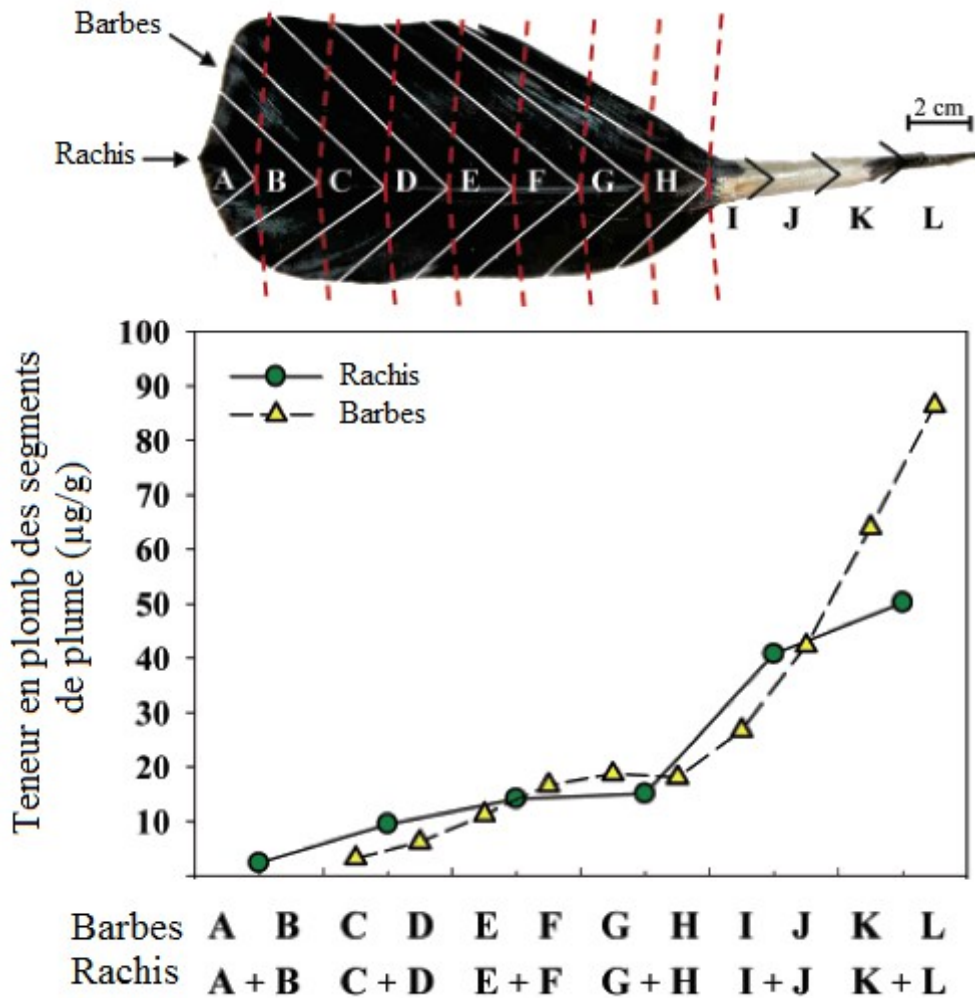 Barbes
Rachis
2 cm
A B C D E F G H
I J K L
Teneur en plomb des segments
de plume (µg/g)
100
90
80
70
60
50
40
30
20
10
Rachis
Barbes
Barbes A B C D E F G H I J K L
Rachis A + B C + D E + F G + H I + J K + L